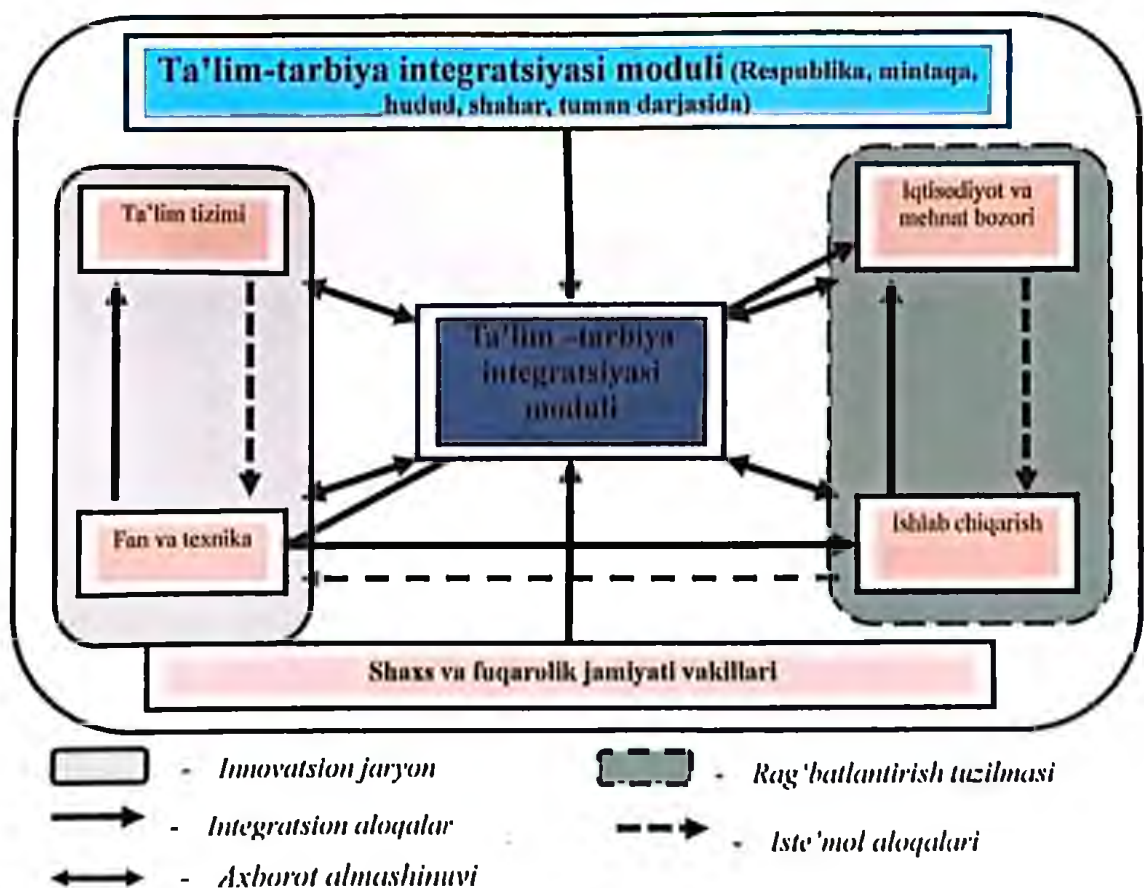 Ta'lim-tarbiya integratsiyasi moduli (Respublika, mintaqa,
hudud, shahar, tuman darjasida)
Ta'lim tizimi
Iqtisodiyot va
mehnat bozori
Ta'lim –tarbiya
integratsiyasi
moduli
Fan va texnika
Ishlab chiqarish
Shaxs va fuqarolik jamiyati vakillari
- Innovatsion jaryon
- Rag'batlantirish tuzilmasi
- Integratsion aloqalar
- Iste'mol aloqalari
- Axborot almashinuvi